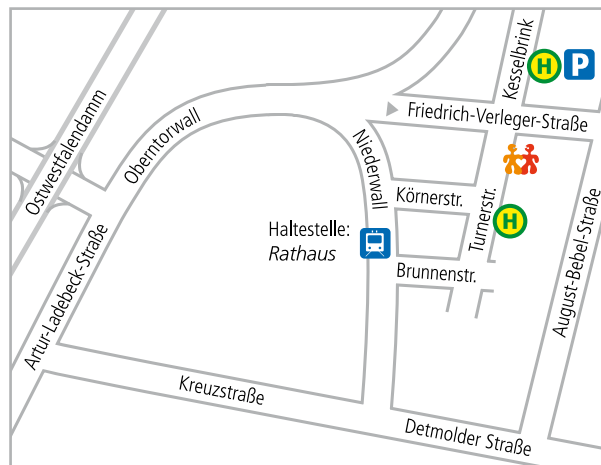 Kesselbrink
H
P
Friedrich-Verleger-Straße
Ostwestfalendamm
Oberntorwall
Niederwall
Körnerstr.
Turnerstr.
H
Haltestelle:
Rathaus
Brunnenstr.
August-Bebel-Straße
Artur-Ladebeck-Straße
Kreuzstraße
Detmolder Straße